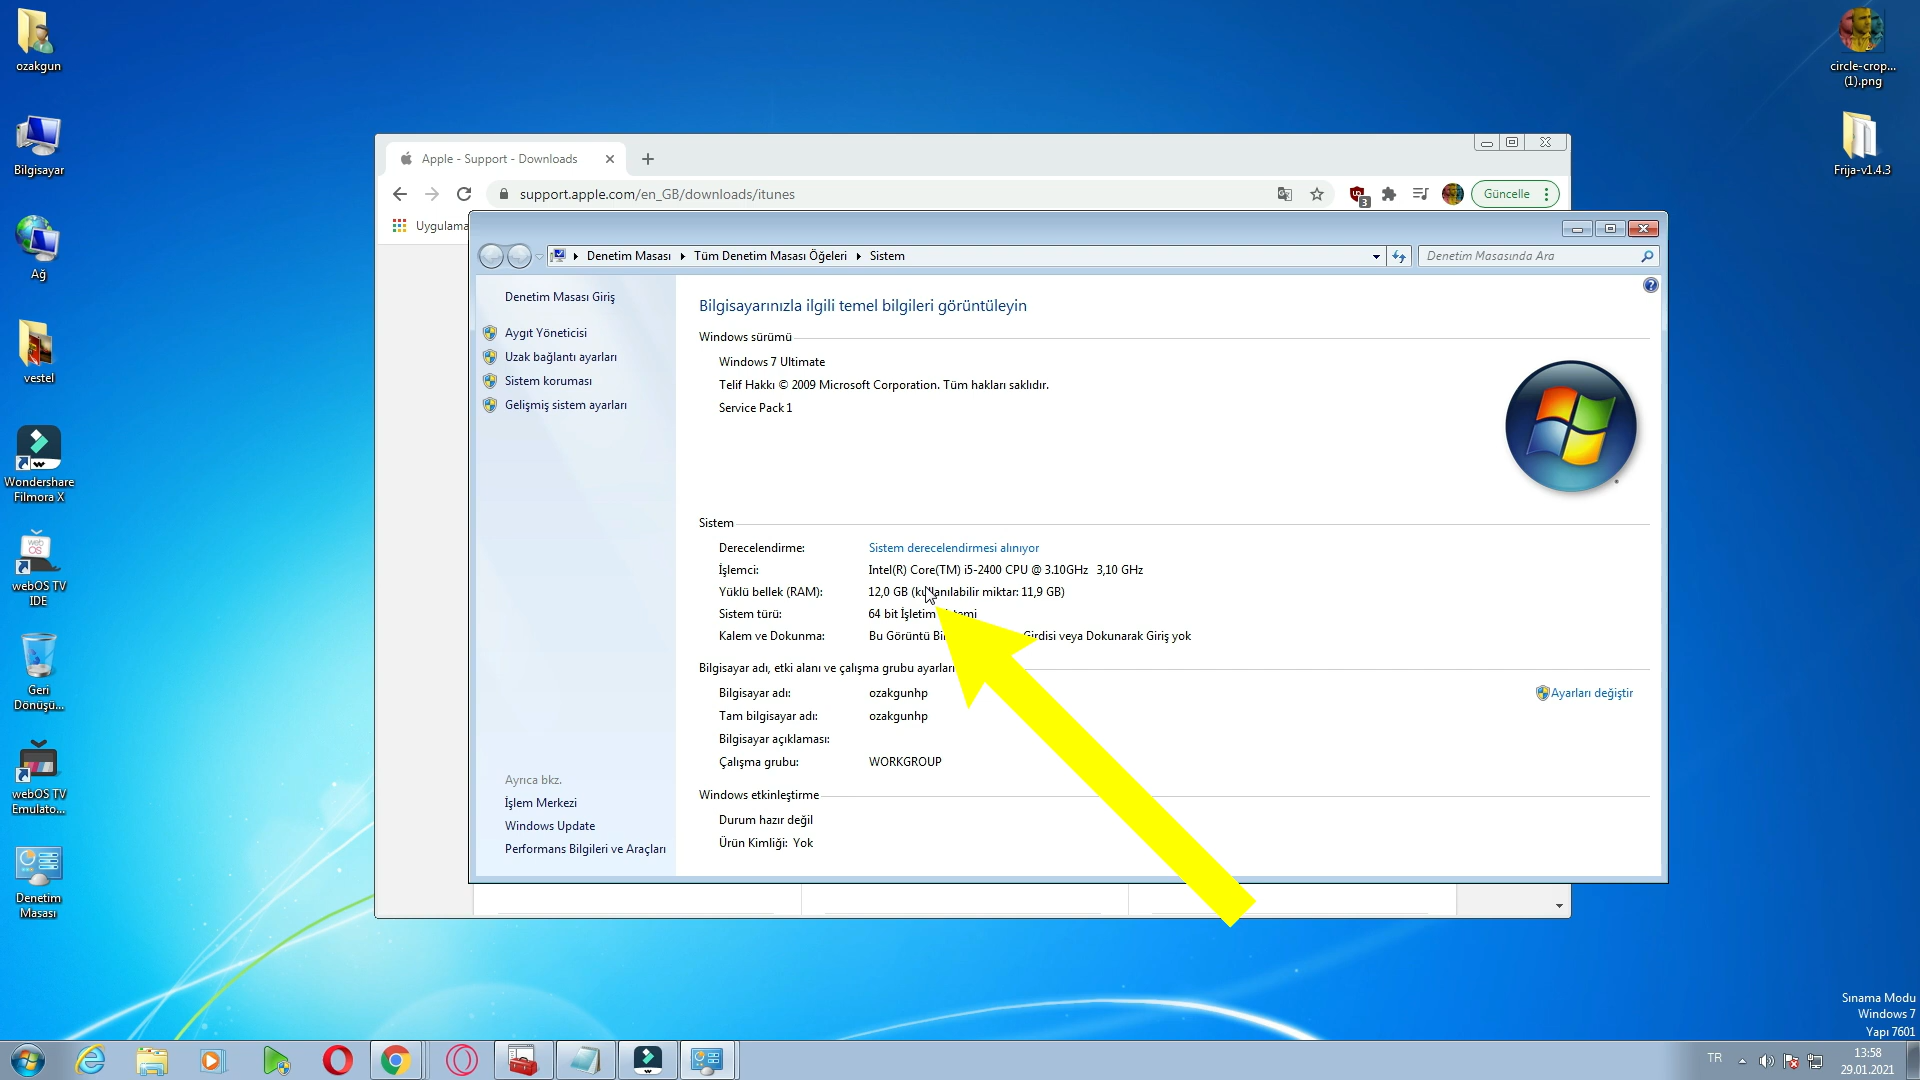 ozakgun
Bilgisayar
Ağ
vestel
Wondershare
Filmora X
webOS TV
IDE
Geri
Dönüşü...
webOS TV
Emulato...
Denetim
Masası
circle-crop...
(1).png
Frija-v1.4.3
Apple - Support - Downloads
support.apple.com/en_GB/downloads/itunes
3
Güncelle
Uygulama
Denetim Masası
Tüm Denetim Masası Öğeleri
Sistem
Denetim Masasında Ara
Denetim Masası Giriş
Aygıt Yöneticisi
Uzak bağlantı ayarları
Sistem koruması
Gelişmiş sistem ayarları
Ayrıca bkz.
İşlem Merkezi
Windows Update
Performans Bilgileri ve Araçları
Bilgisayarınızla ilgili temel bilgileri görüntüleyin
Windows sürümü
Windows 7 Ultimate
Telif Hakkı © 2009 Microsoft Corporation. Tüm hakları saklıdır.
Service Pack 1
Sistem
Derecelendirme: Sistem derecelendirmesi alınıyor
İşlemci: Intel(R) Core(TM) i5-2400 CPU @ 3.10GHz 3,10 GHz
Yüklü bellek (RAM): 12,0 GB (kullanılabilir miktar: 11,9 GB)
Sistem türü: 64 bit İşletim
Kalem ve Dokunma: Bu Görüntü Girdisi veya Dokunarak Giriş yok
Bilgisayar adı, etki alanı ve çalışma grubu ayarları
Bilgisayar adı: ozakgunhp
Ayarları değiştir
Tam bilgisayar adı: ozakgunhp
Bilgisayar açıklaması:
Çalışma grubu: WORKGROUP
Windows etkinleştirme
Durum hazır değil
Ürün Kimliği: Yok
Sınama Modu
Windows 7
Yapı 7601
TR
13:58
29.01.2021